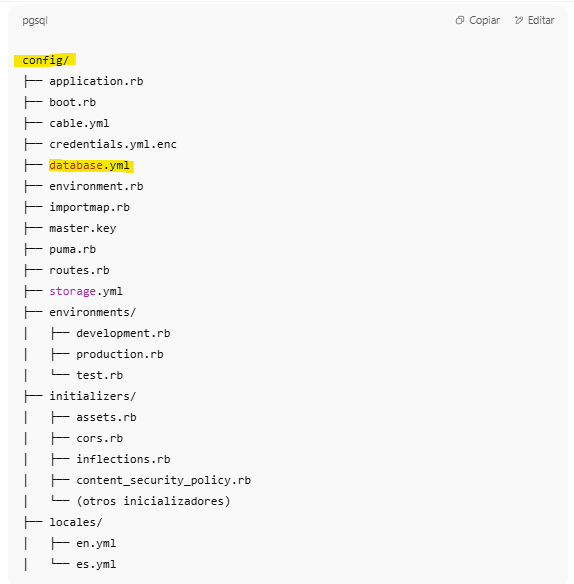 pgsql Copiar Editar
config/
├── application.rb
├── boot.rb
├── cable.yml
├── credentials.yml.enc
├── database.yml
├── environment.rb
├── importmap.rb
├── master.key
├── puma.rb
├── routes.rb
├── storage.yml
├── environments/
│   ├── development.rb
│   ├── production.rb
│   └── test.rb
├── initializers/
│   ├── assets.rb
│   ├── cors.rb
│   ├── inflections.rb
│   ├── content_security_policy.rb
│   └── (otros inicializadores)
├── locales/
│   ├── en.yml
│   └── es.yml